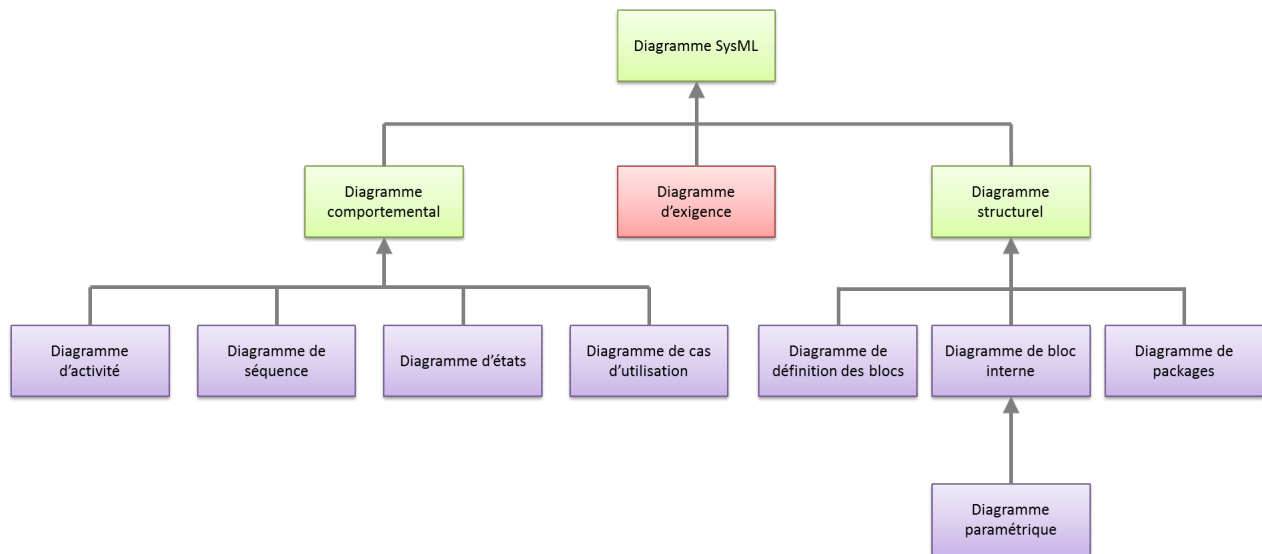 Diagramme SysML
Diagramme
comportemental
Diagramme
d'exigence
Diagramme
structurel
Diagramme
d'activité
Diagramme de
séquence
Diagramme d'états
Diagramme de cas
d'utilisation
Diagramme de
définition des blocs
Diagramme de bloc
interne
Diagramme de
packages
Diagramme
paramétrique